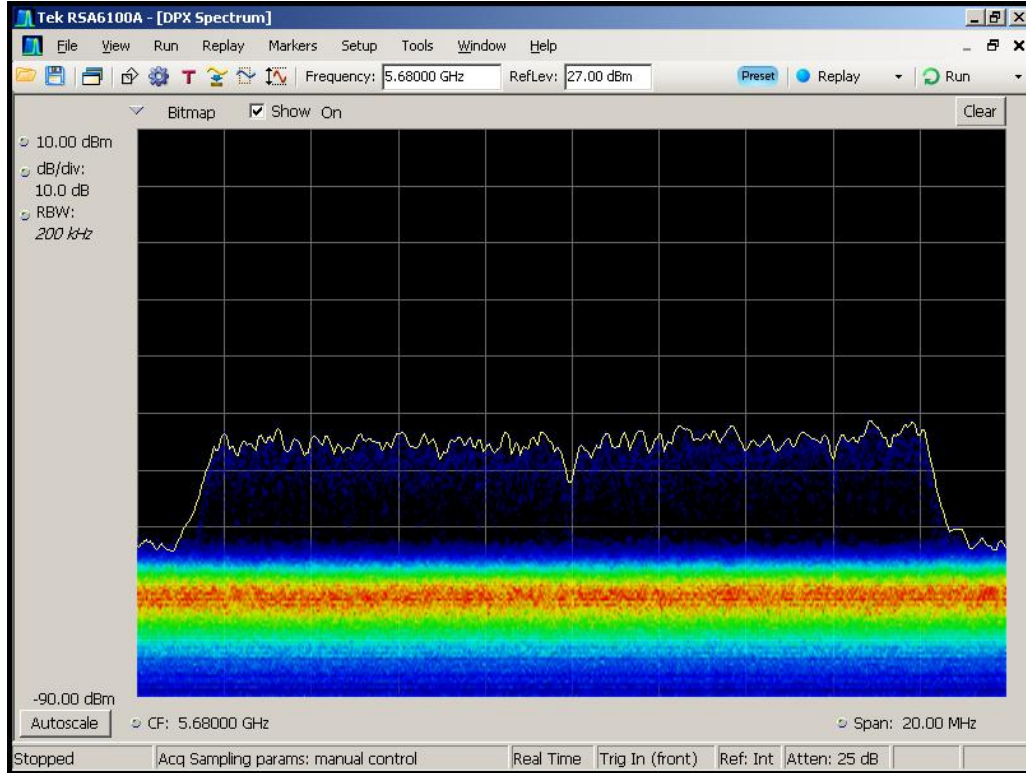 Tek RSA6100A - [DPX Spectrum]
File View Run Replay Markers Setup Tools Window Help
T Frequency: 5.68000 GHz RefLev: 27.00 dBm Preset Replay Run
Bitmap Show On Clear
10.00 dBm
dB/div:
10.0 dB
RBW:
200 kHz
-90.00 dBm
Autoscale CF: 5.68000 GHz Span: 20.00 MHz
Stopped Acq Sampling params: manual control Real Time Trig In (front) Ref: Int Atten: 25 dB